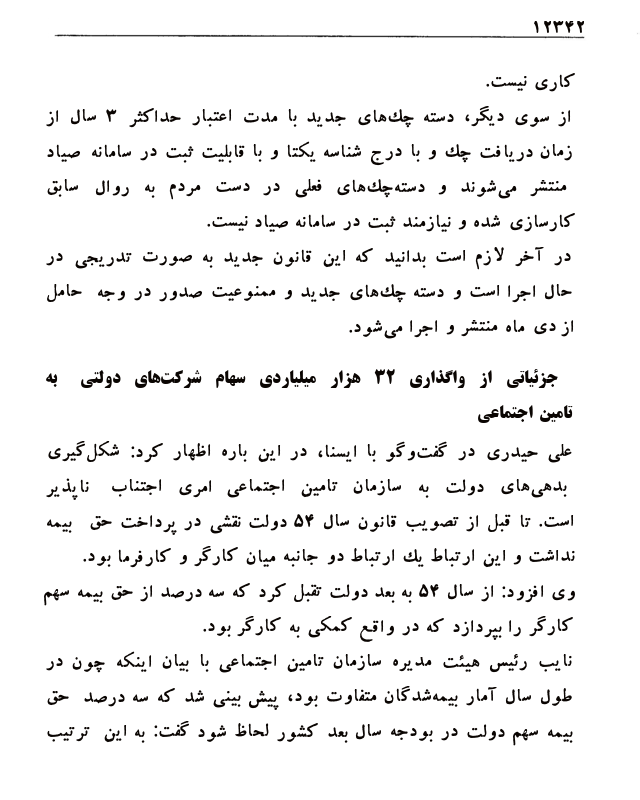 ۱۲۳۴۲
کاری نیست.
از سوی دیگر، دسته چك‌های جدید با مدت اعتبار حداکثر ۳ سال از
زمان دریافت چك و با درج شناسه یکتا و با قابلیت ثبت در سامانه صیاد
منتشر می‌شوند و دسته‌چك‌های فعلی در دست مردم به روال سابق
کارسازی شده و نیازمند ثبت در سامانه صیاد نیست.
در آخر لازم است بدانید که این قانون جدید به صورت تدریجی در
حال اجرا است و دسته چك‌های جدید و ممنوعیت صدور در وجه حامل
از دی ماه منتشر و اجرا می‌شود.
جزئیاتی از واگذاری ۳۲ هزار میلیاردی سهام شرکت‌های دولتی به
تامین اجتماعی
علی حیدری در گفت‌وگو با ایسنا، در این باره اظهار کرد: شکل‌گیری
بدهی‌های دولت به سازمان تامین اجتماعی امری اجتناب ناپذیر
است. تا قبل از تصویب قانون سال ۵۴ دولت نقشی در پرداخت حق بیمه
نداشت و این ارتباط یك ارتباط دو جانبه میان کارگر و کارفرما بود.
وی افزود: از سال ۵۴ به بعد دولت تقبل کرد که سه درصد از حق بیمه سهم
کارگر را بپردازد که در واقع کمکی به کارگر بود.
نایب رئیس هیئت مدیره سازمان تامین اجتماعی با بیان اینکه چون در
طول سال آمار بیمه‌شدگان متفاوت بود، پیش بینی شد که سه درصد حق
بیمه سهم دولت در بودجه سال بعد کشور لحاظ شود گفت: به این ترتیب